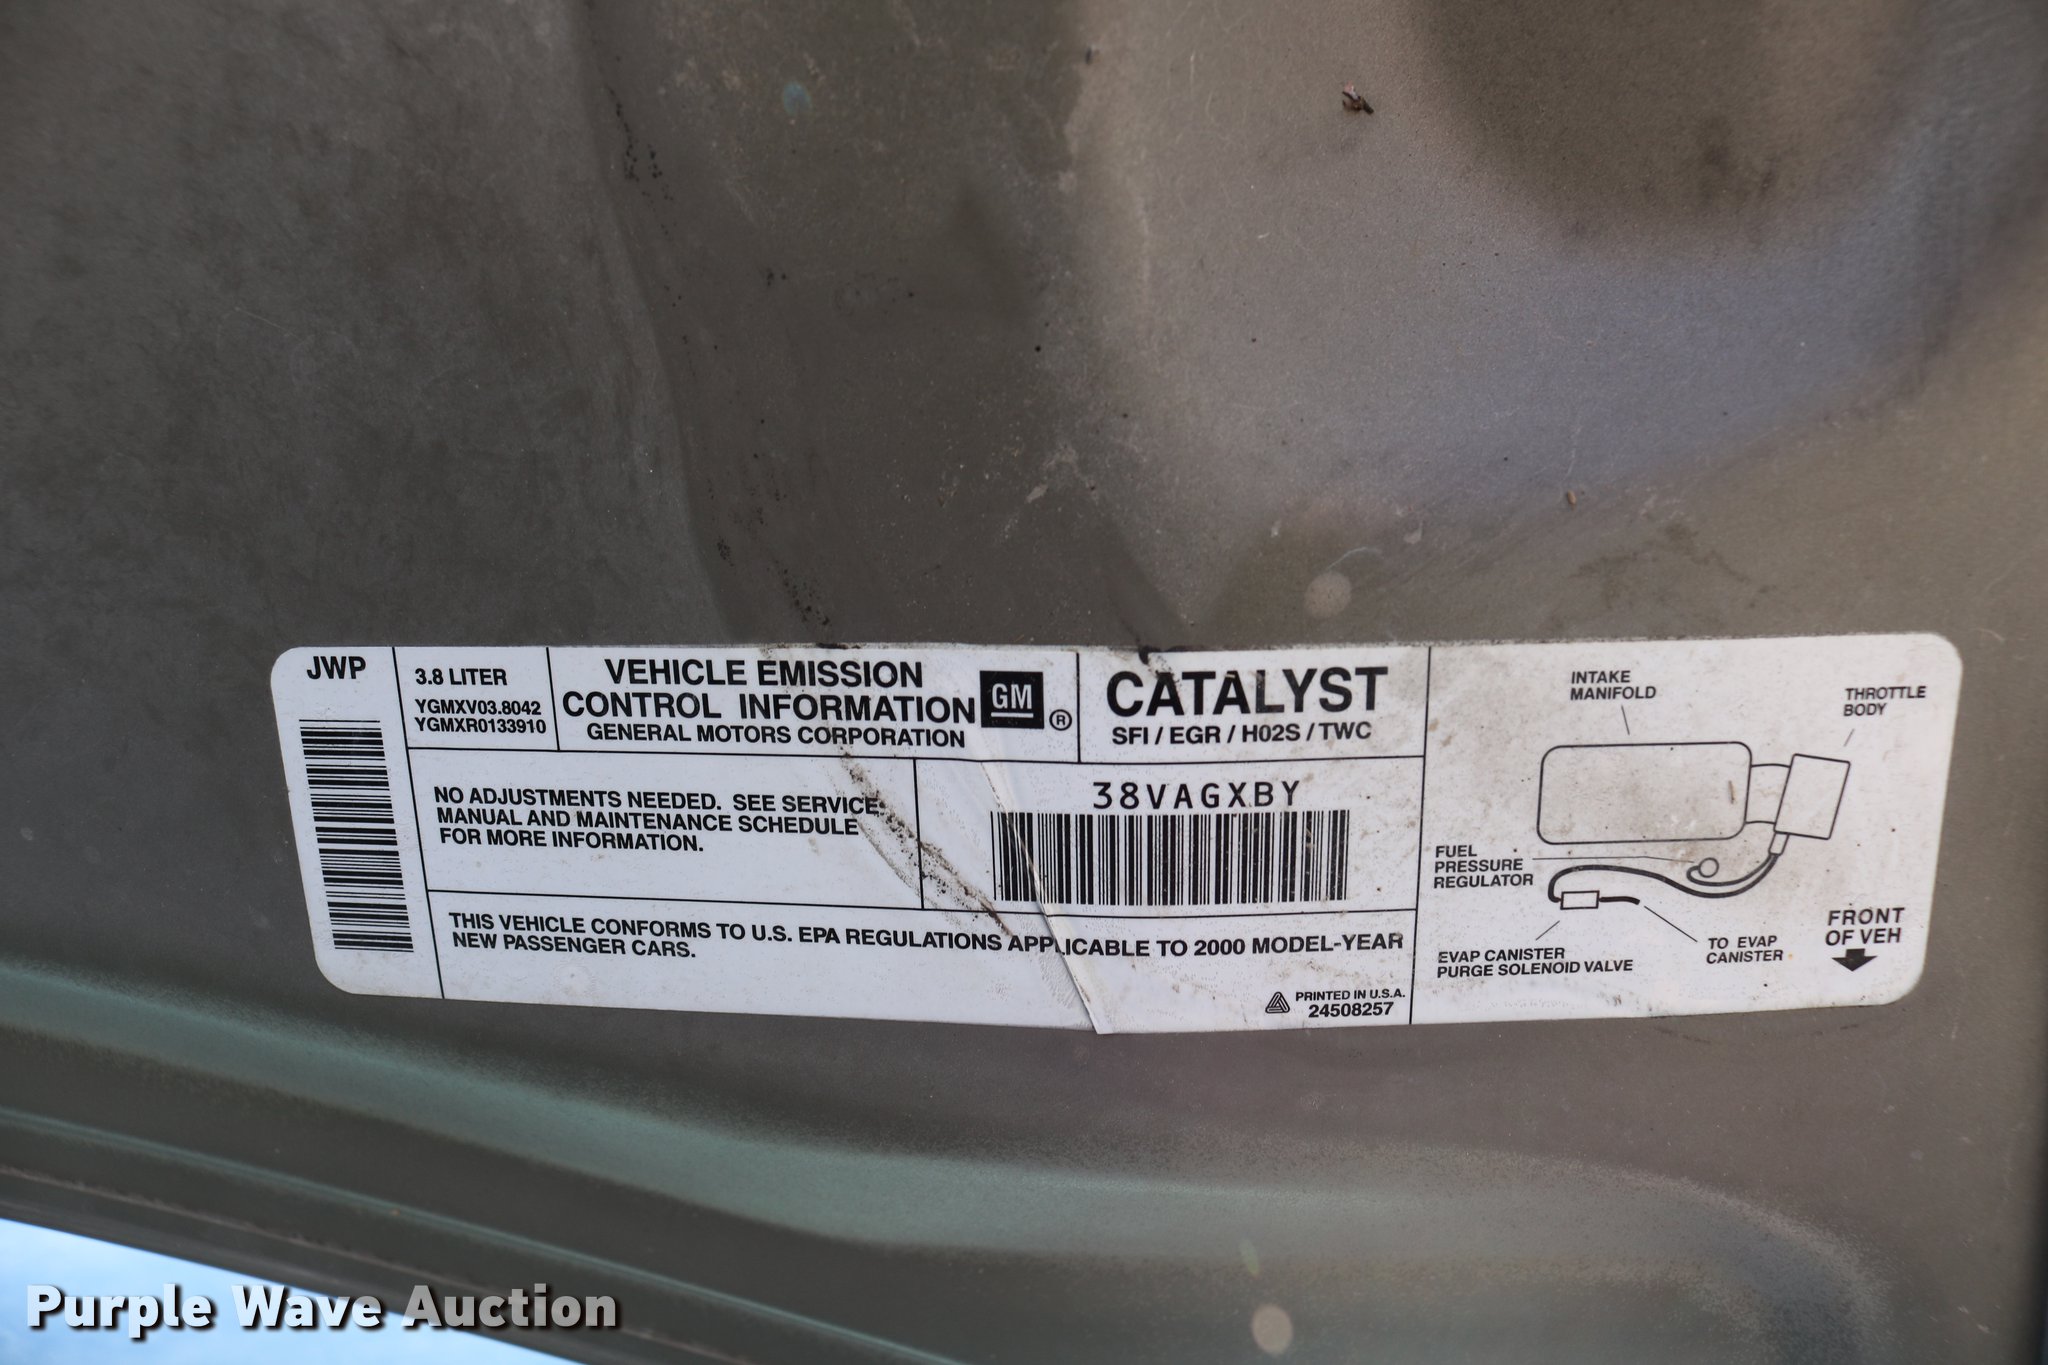 JWP
3.8 LITER
YGMXV03.8042
YGMXR0133910
VEHICLE EMISSION
CONTROL INFORMATION
GENERAL MOTORS CORPORATION
GM
®
CATALYST
SFI / EGR / H02S / TWC
NO ADJUSTMENTS NEEDED. SEE SERVICE
MANUAL AND MAINTENANCE SCHEDULE
FOR MORE INFORMATION.
38VAGXBY
THIS VEHICLE CONFORMS TO U.S. EPA REGULATIONS APPLICABLE TO 2000 MODEL-YEAR
NEW PASSENGER CARS.
PRINTED IN U.S.A.
24508257
INTAKE
MANIFOLD
THROTTLE
BODY
FUEL
PRESSURE
REGULATOR
EVAP CANISTER
PURGE SOLENOID VALVE
TO EVAP
CANISTER
FRONT
OF VEH
Purple Wave Auction